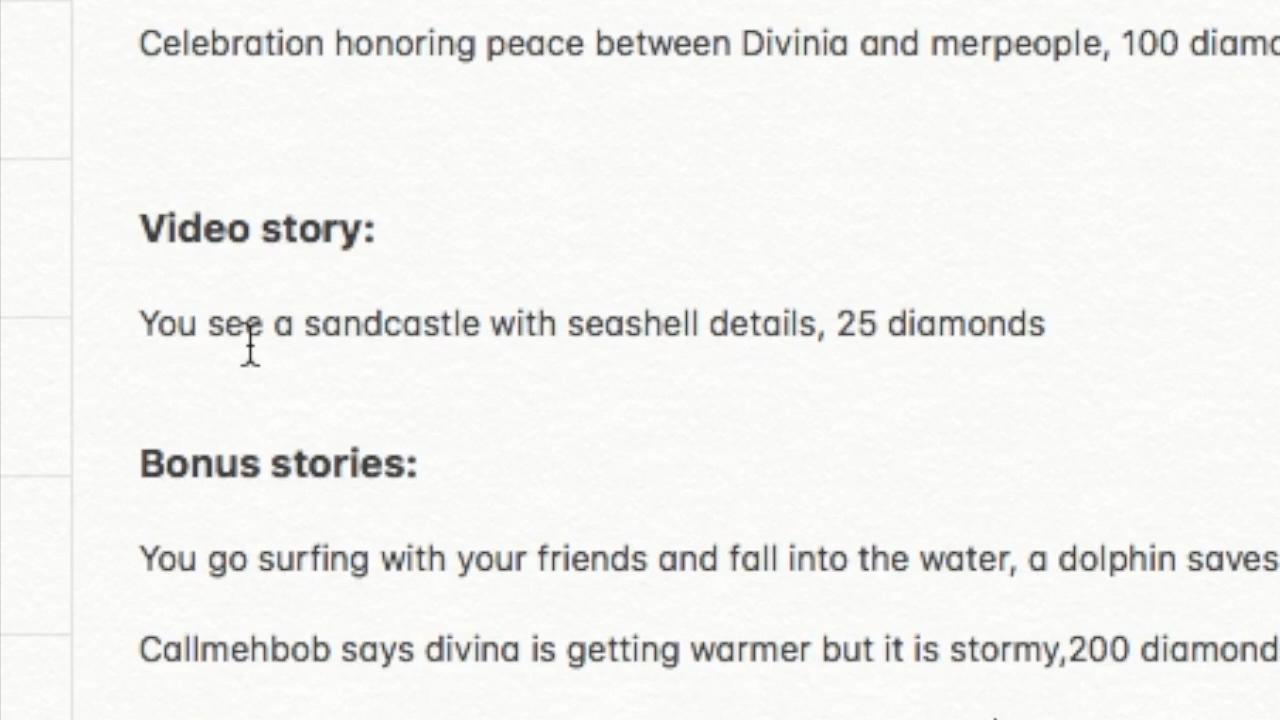 Celebration honoring peace between Divinia and merpeople, 100
Video story:
You see a sandcastle with seashell details, 25 diamonds
Bonus stories:
You go surfing with your friends and fall into the water, a dolphin saves
Callmehbob says divina is getting warmer but it is stormy,200 diamond